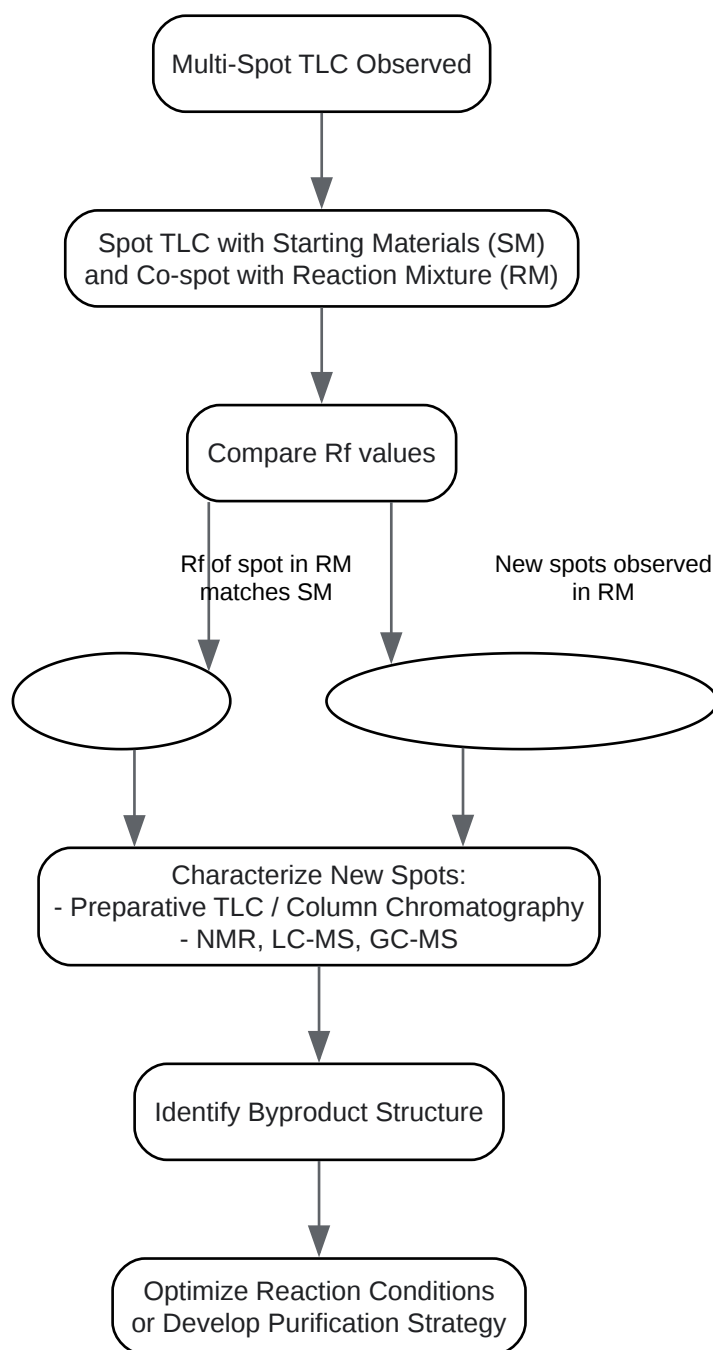 Multi-Spot TLC Observed
Spot TLC with Starting Materials (SM)
and Co-spot with Reaction Mixture (RM)
Compare Rf values
Rf of spot in RM
matches SM
New spots observed
in RM
Characterize New Spots:
- Preparative TLC / Column Chromatography
- NMR, LC-MS, GC-MS
Identify Byproduct Structure
Optimize Reaction Conditions
or Develop Purification Strategy